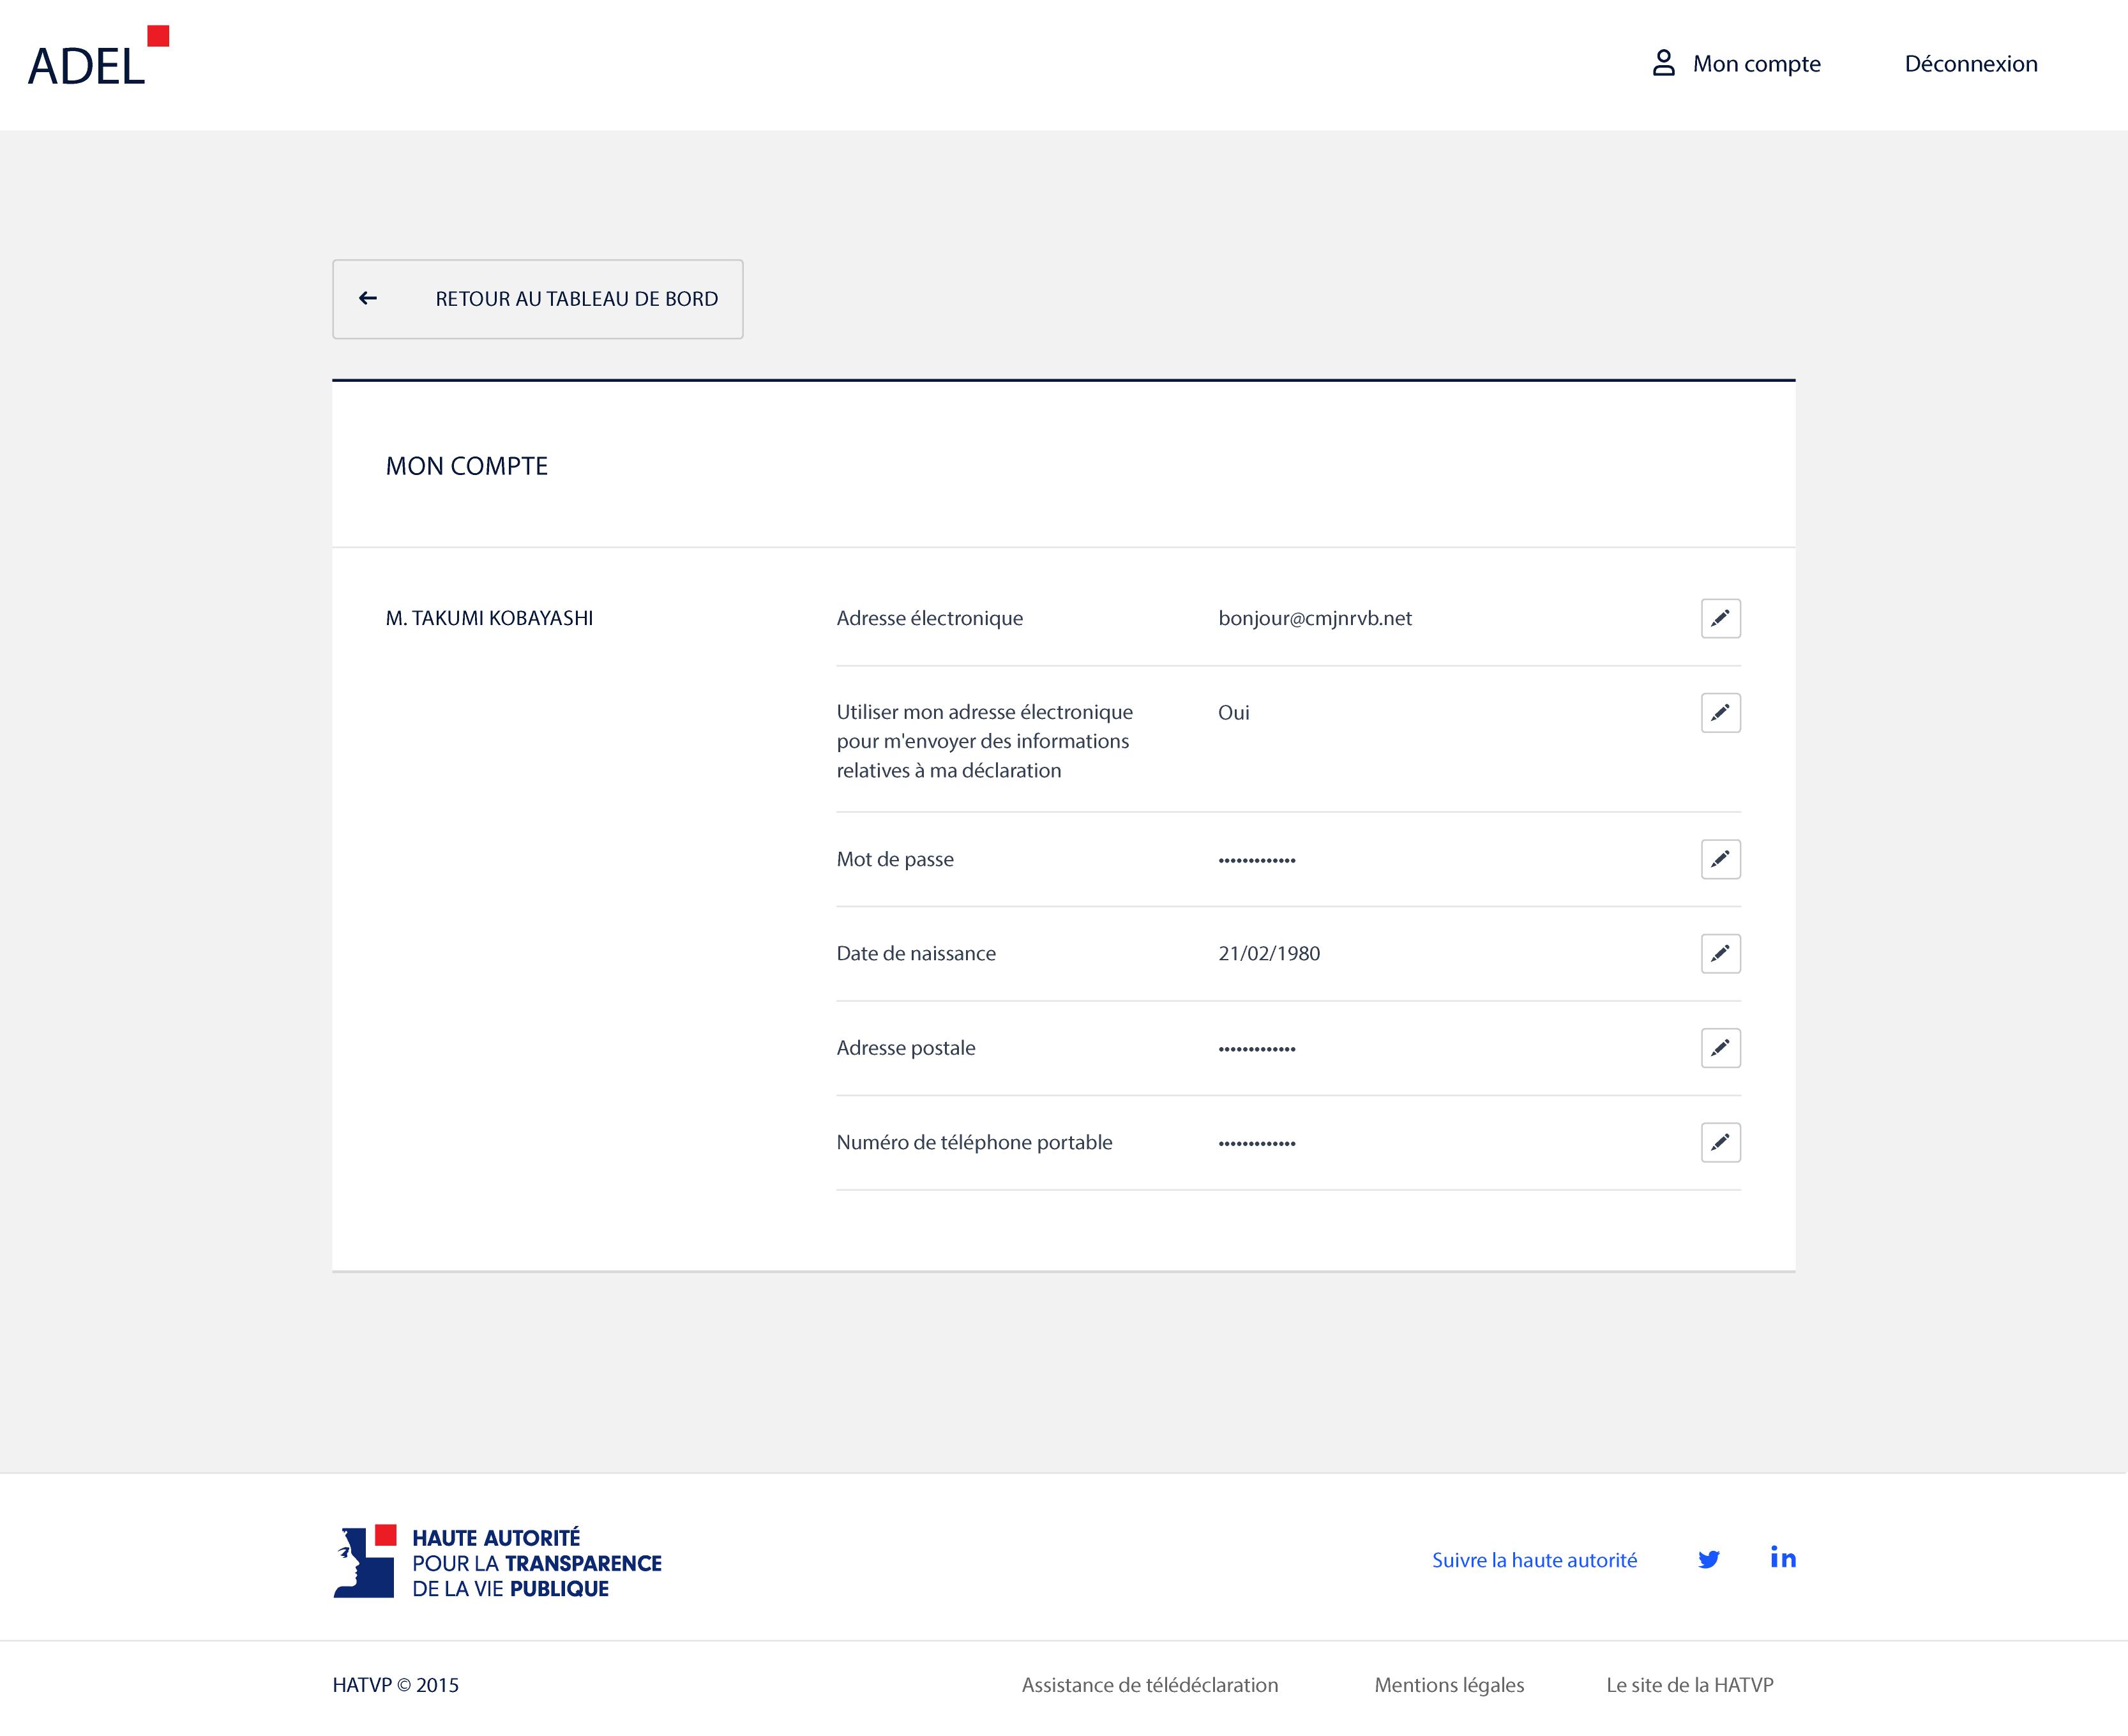 ADEL
Mon compte
Déconnexion
RETOUR AU TABLEAU DE BORD
MON COMPTE
M. TAKUMI KOBAYASHI
Adresse électronique
bonjour@cmjnrvb.net
Utiliser mon adresse électronique
pour m'envoyer des informations
relatives à ma déclaration
Oui
Mot de passe
•••••••••••••
Date de naissance
21/02/1980
Adresse postale
•••••••••••••
Numéro de téléphone portable
•••••••••••••
HAUTE AUTORITÉ
POUR LA TRANSPARENCE
DE LA VIE PUBLIQUE
Suivre la haute autorité
in
HATVP © 2015
Assistance de télédéclaration
Mentions légales
Le site de la HATVP